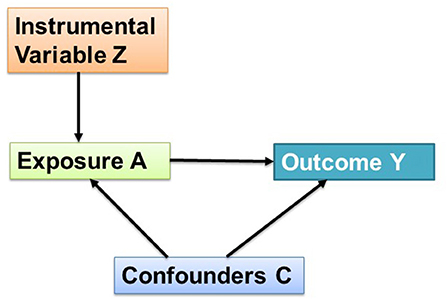 Instrumental
Variable Z
Exposure A
Outcome Y
Confounders C